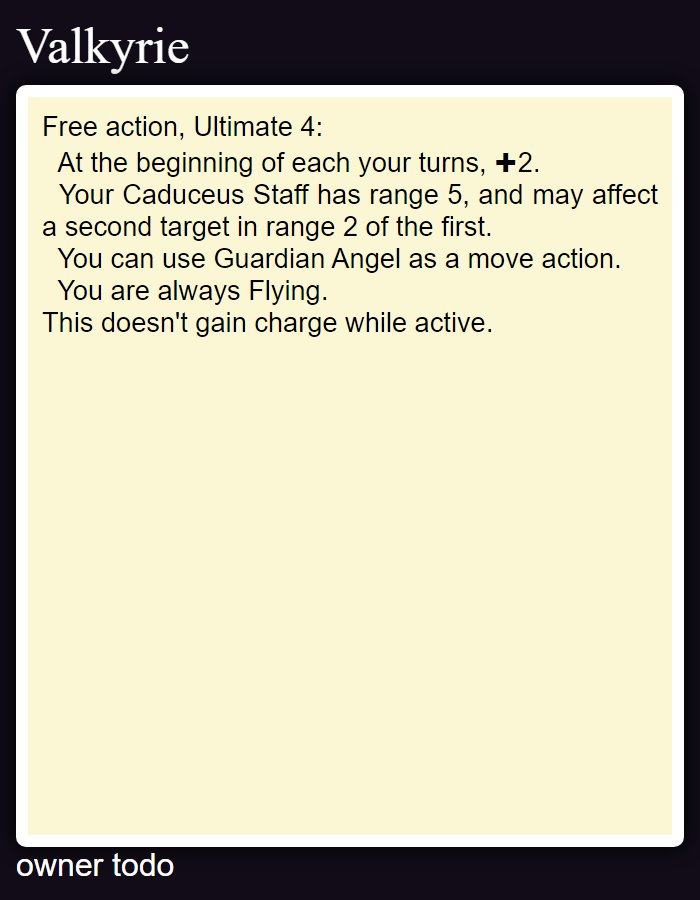 Valkyrie
Free action, Ultimate 4:
At the beginning of each your turns, ✚2.
Your Caduceus Staff has range 5, and may affect
a second target in range 2 of the first.
You can use Guardian Angel as a move action.
You are always Flying.
This doesn't gain charge while active.
owner todo